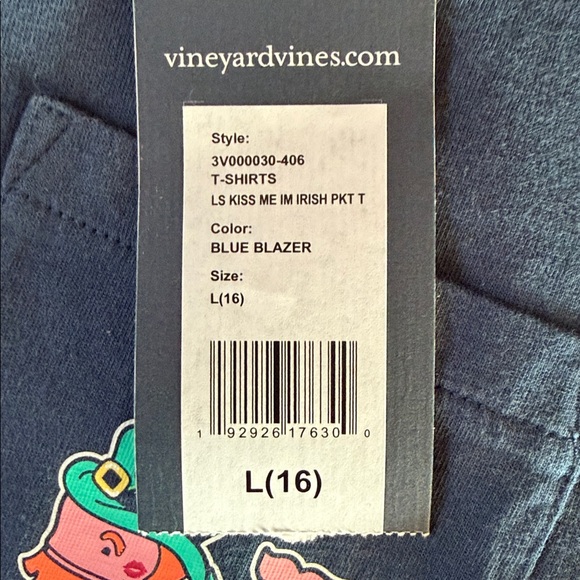 vineyardvines.com
Style:
3V000030-406
T-SHIRTS
LS KISS ME IM IRISH PKT T
Color:
BLUE BLAZER
Size:
L(16)
1 92926 17630 0
L(16)